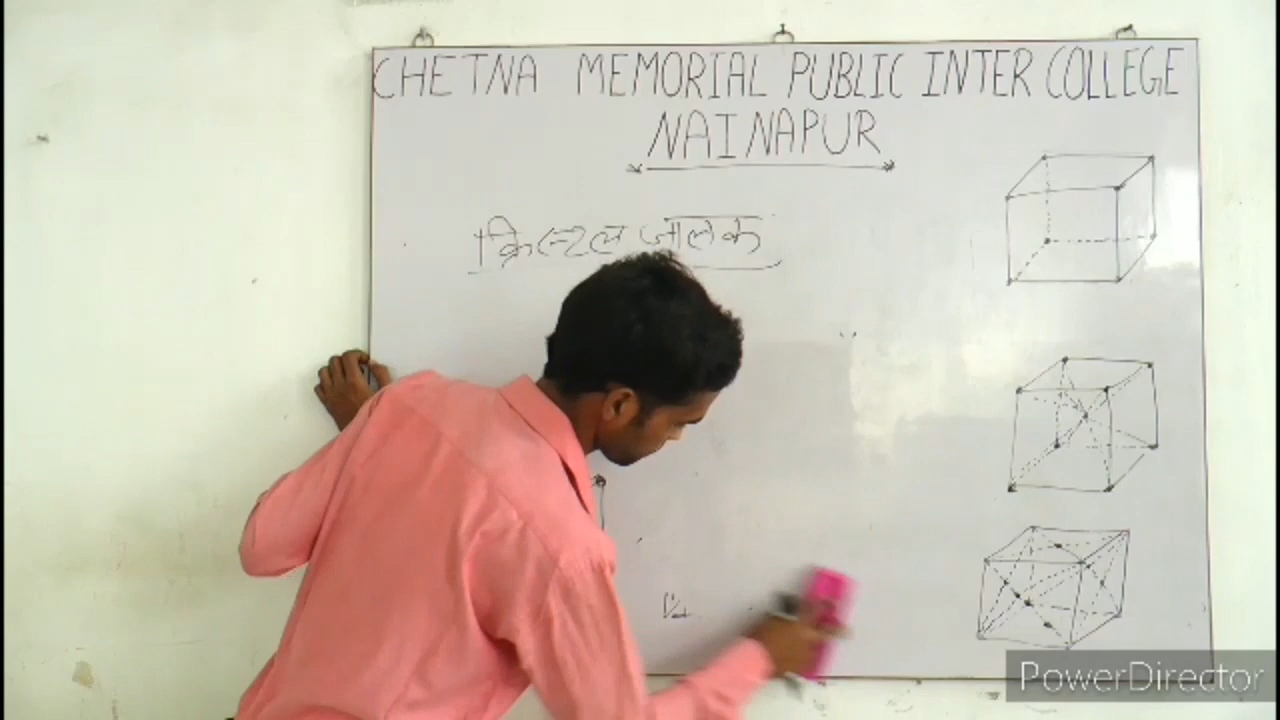 CHETNA MEMORIAL PUBLIC INTER COLLEGE
NAINAPUR
क्रिस्टल जालक
PowerDirector